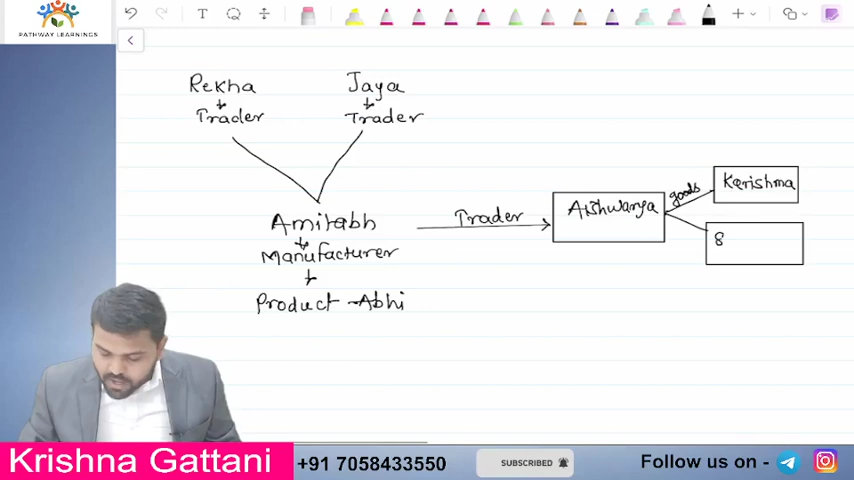 PATHWAY LEARNINGS
T
Rekha
Jaya
Trader
Trader
Amitabh
Manufacturer
Product - Abhi
Trader
Aishwarya
goods
Karishma
8
Krishna Gattani
+91 7058433550
SUBSCRIBED
Follow us on -